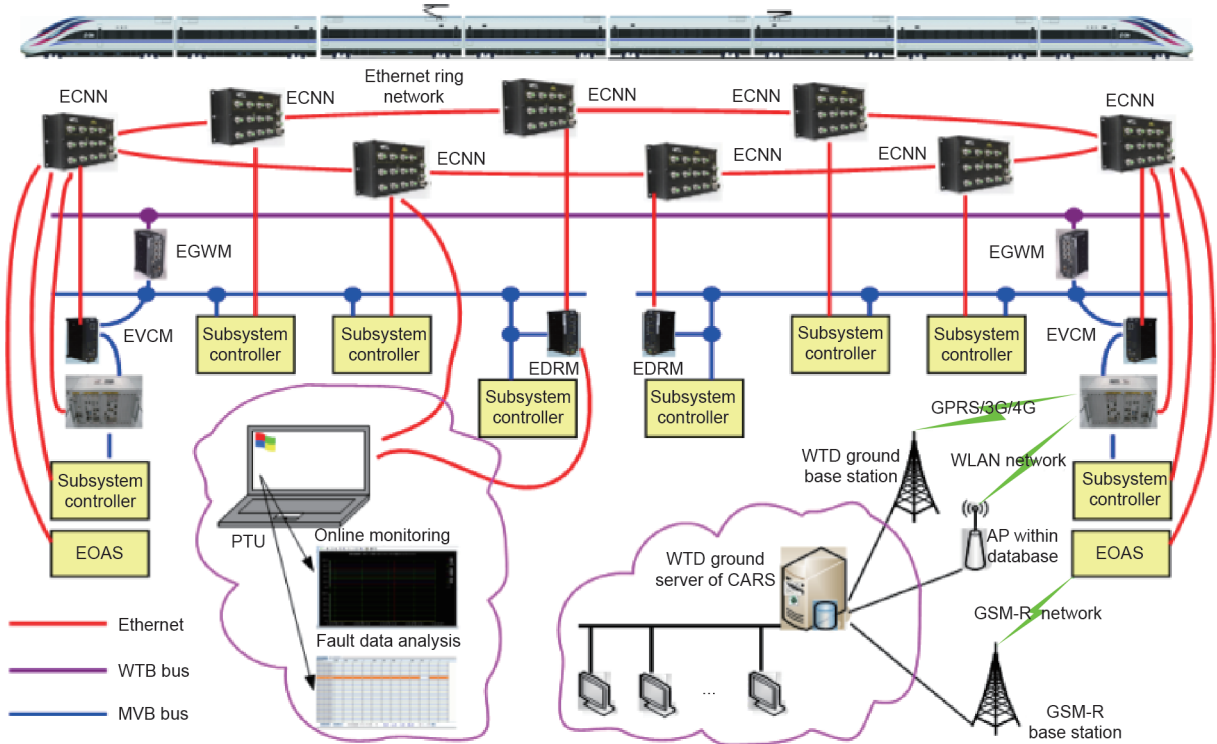 Ethernet ring
network
ECNN
ECNN
ECNN
ECNN
ECNN
ECNN
ECNN
ECNN
EGWM
EGWM
EVCM
Subsystem
controller
Subsystem
controller
EDRM
Subsystem
controller
EDRM
Subsystem
controller
Subsystem
controller
Subsystem
controller
EVCM
Subsystem
controller
EOAS
PTU
Online monitoring
Fault data analysis
GPRS/3G/4G
WTD ground
base station
WLAN network
AP within
database
WTD ground
server of CARS
Subsystem
controller
EOAS
GSM-R network
GSM-R
base station
...
Ethernet
WTB bus
MVB bus